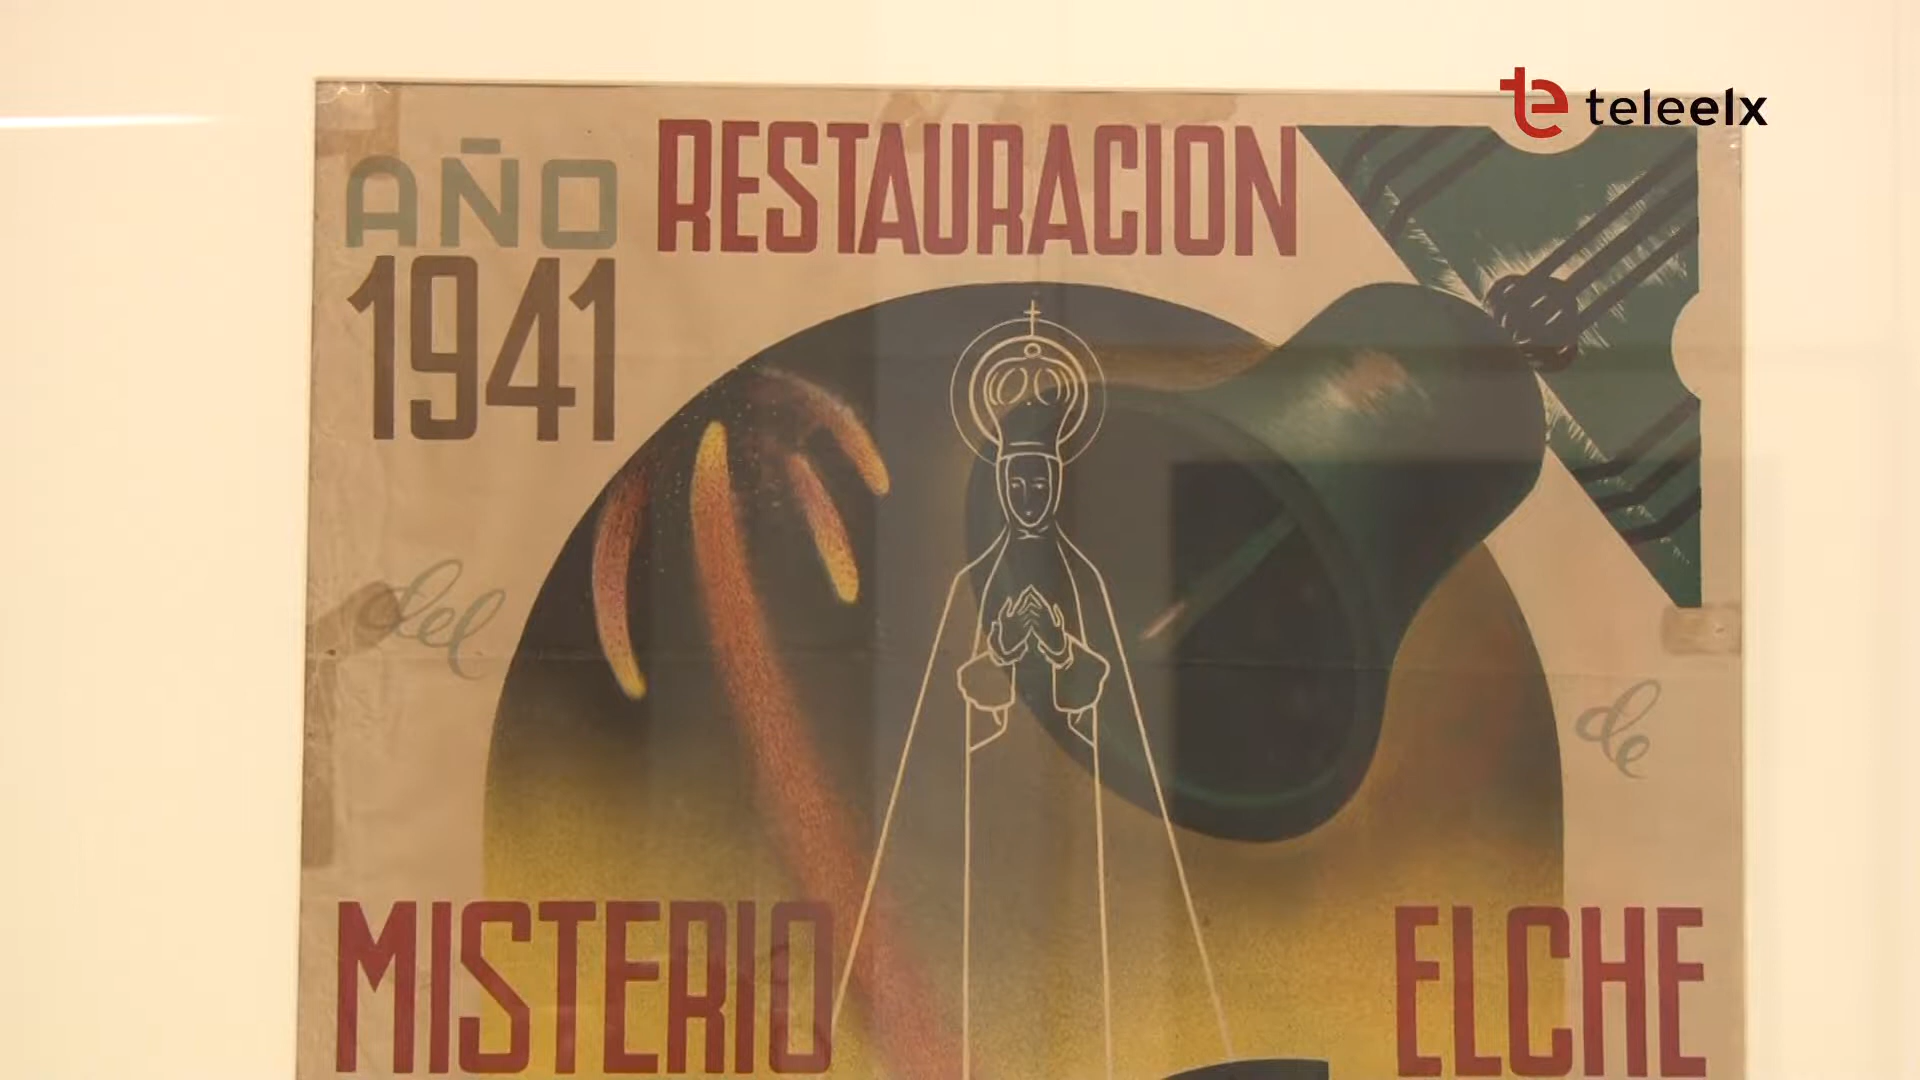 teleelx
AÑO RESTAURACION
1941
del
de
MISTERIO ELCHE